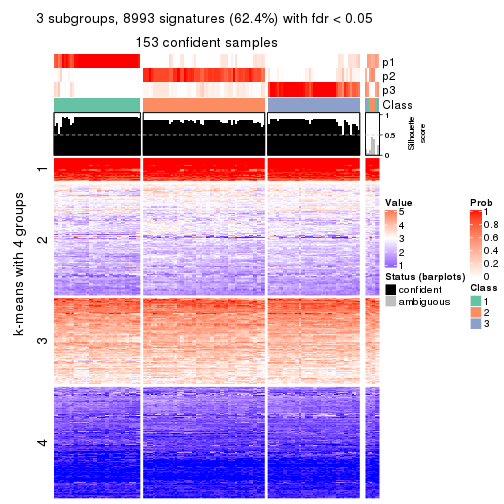 3 subgroups, 8993 signatures (62.4%) with fdr < 0.05
153 confident samples
p1
p2
p3
Class
1
0.5
0
Silhouette
score
k-means with 4 groups
1
2
3
4
Value
5
4
3
2
1
Status (barplots)
confident
ambiguous
Prob
1
0.8
0.6
0.4
0.2
0
Class
1
2
3